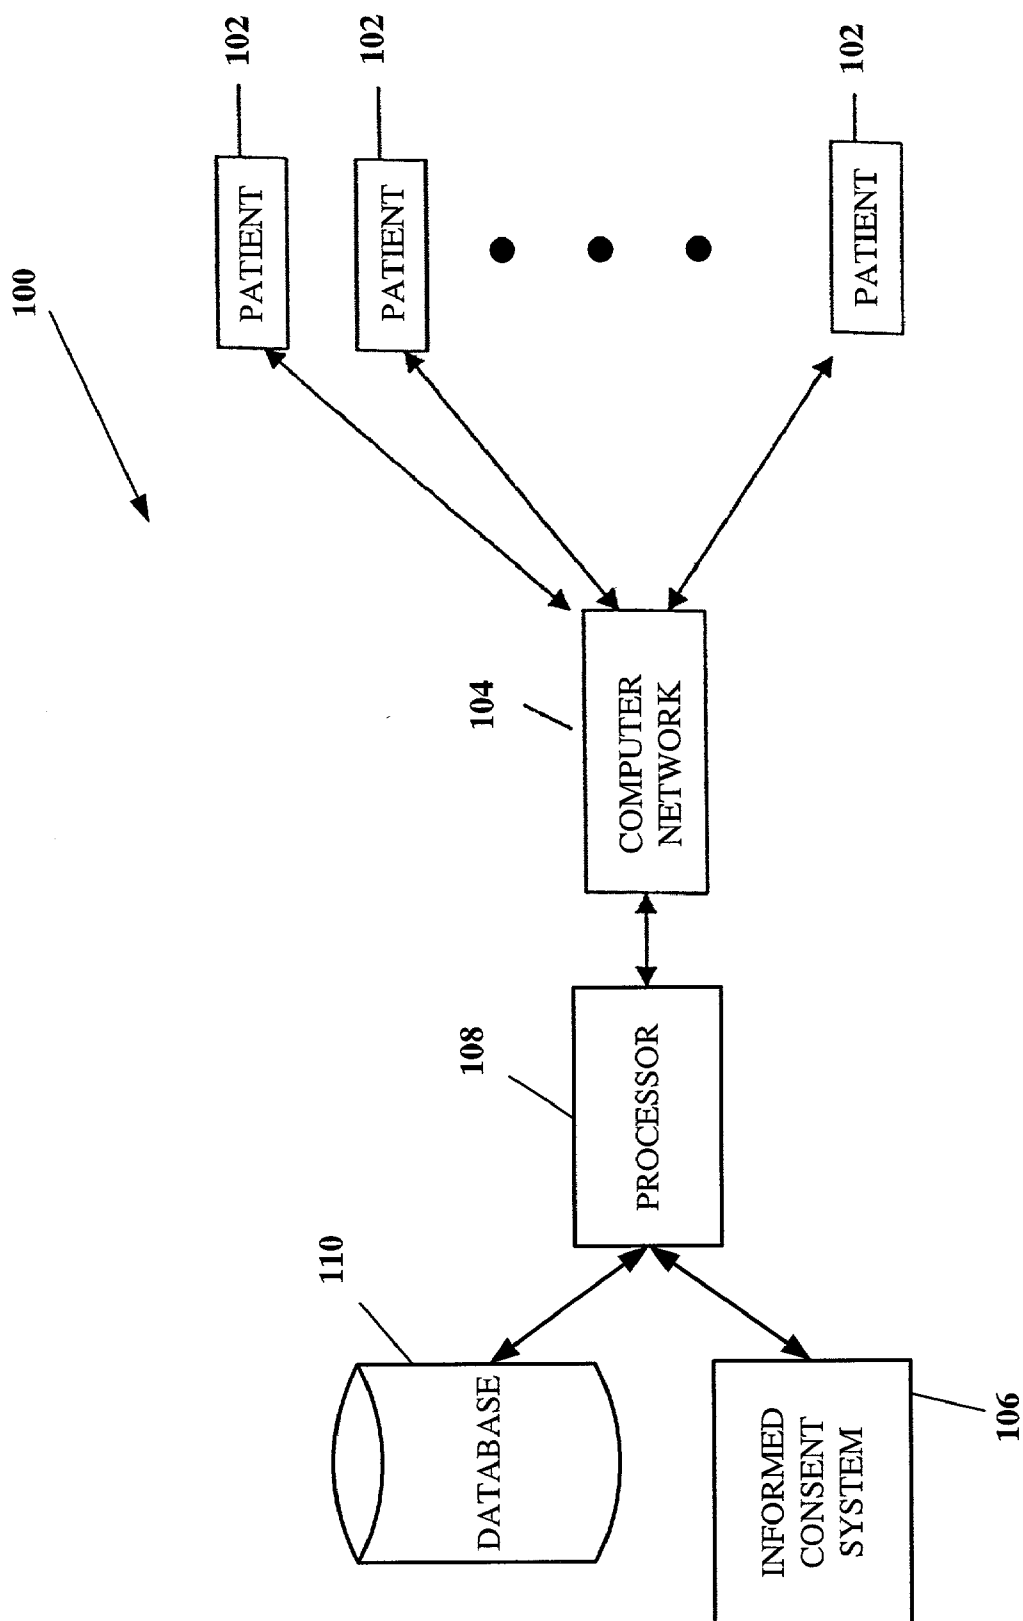 100
102
PATIENT
102
PATIENT
102
PATIENT
104
COMPUTER
NETWORK
108
PROCESSOR
110
DATABASE
106
INFORMED
CONSENT
SYSTEM